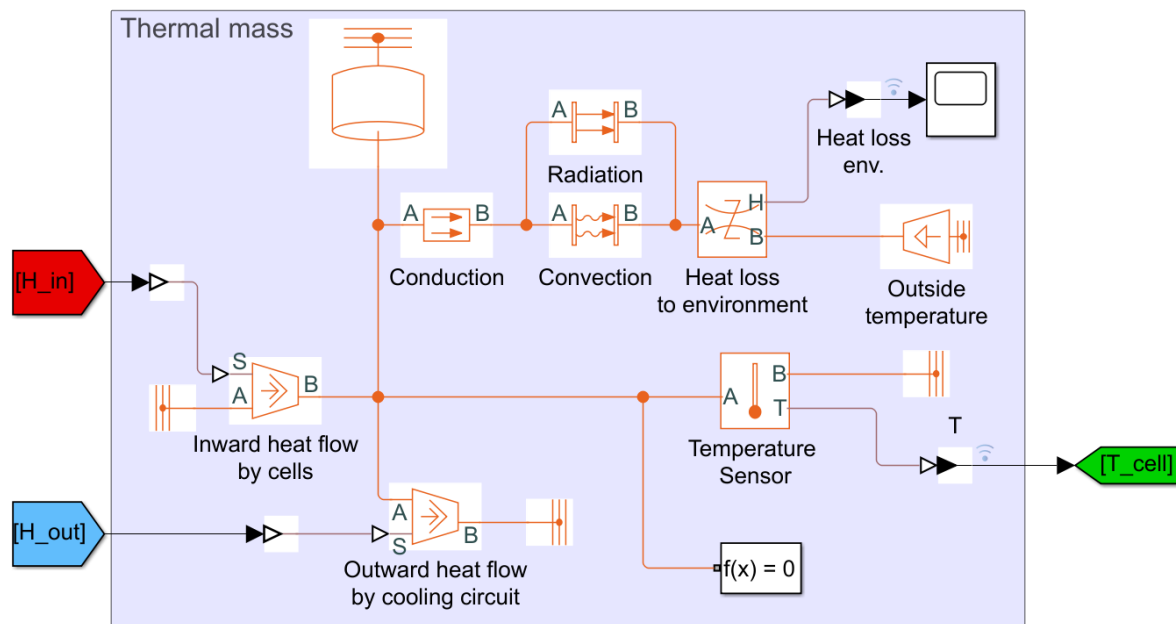 Thermal mass
A
B
Radiation
Heat loss
env.
A
B
Conduction
A
B
Convection
A
H
B
Heat loss
to environment
Outside
temperature
[H_in]
S
A
B
Inward heat flow
by cells
A
B
T
Temperature
Sensor
T
[T_cell]
[H_out]
A
S
B
Outward heat flow
by cooling circuit
f(x) = 0